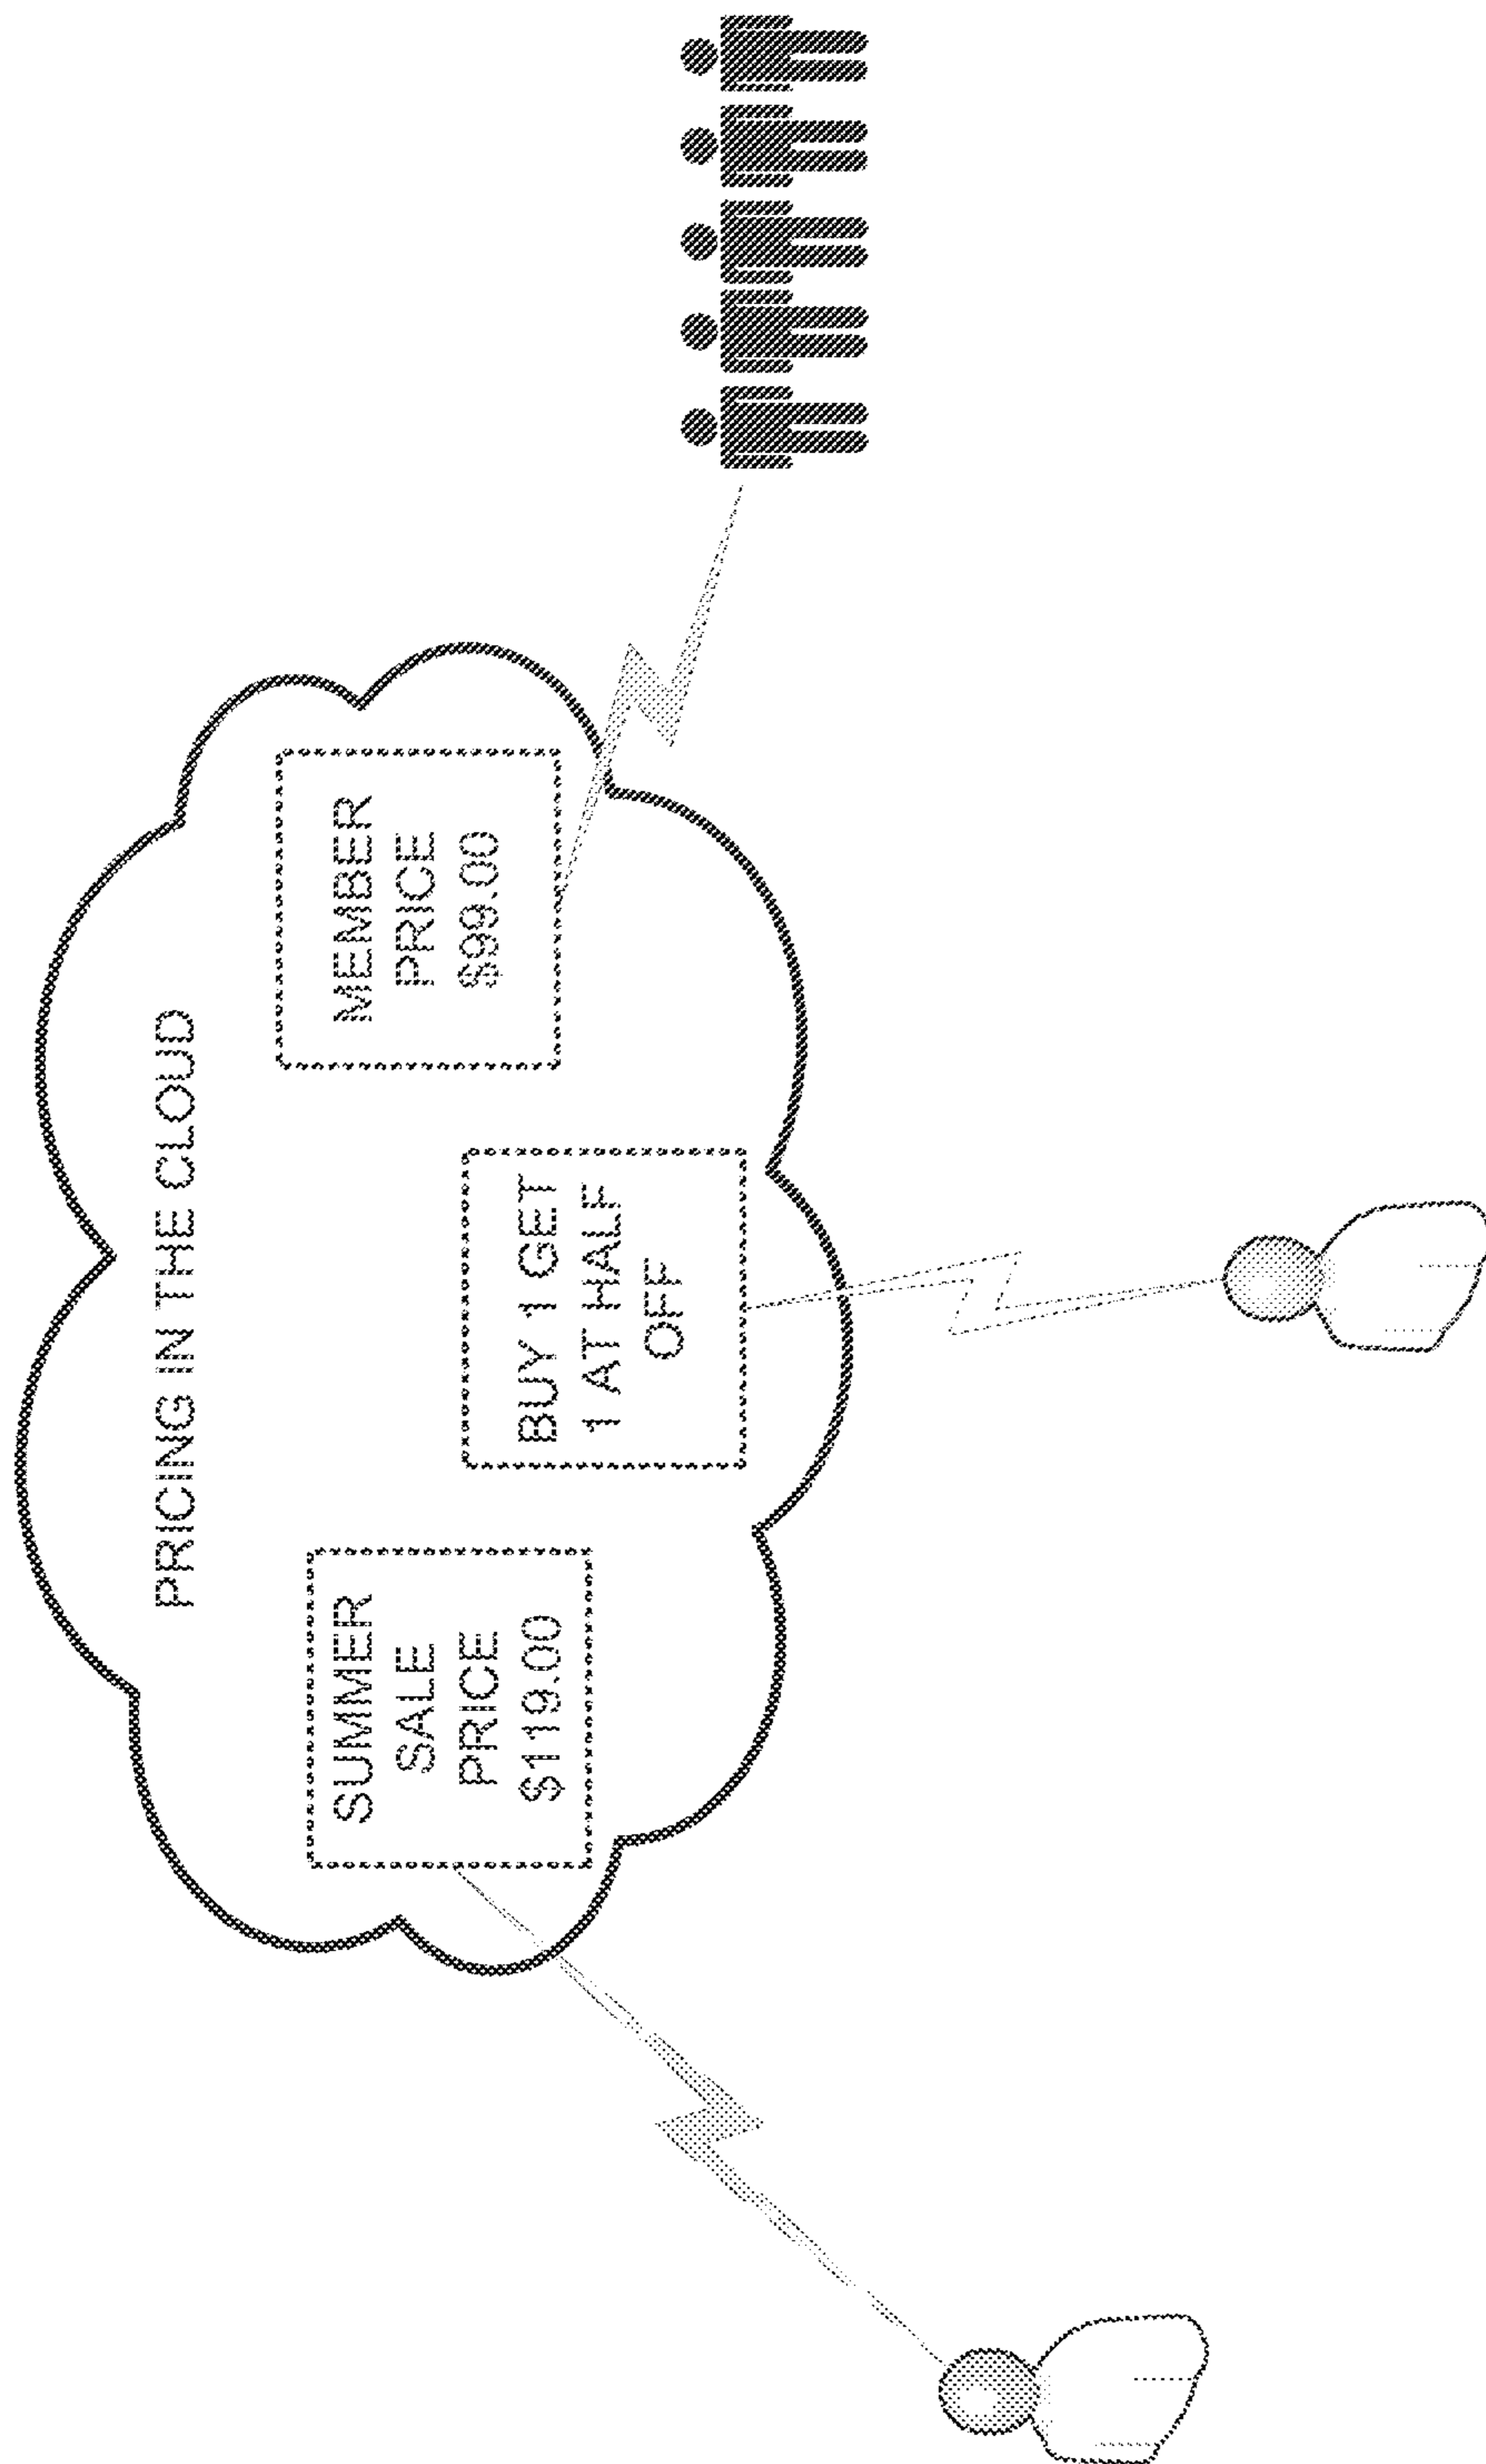 PRICING IN THE CLOUD
SUMMER
SALE
PRICE
$119.00
BUY 1 GET
1 AT HALF
OFF
MEMBER
PRICE
$99.00